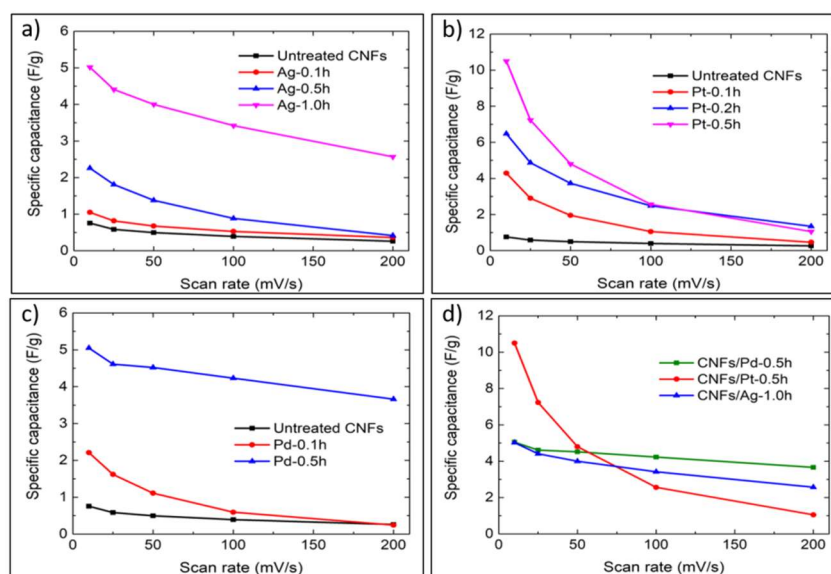 a)
6
5
4
3
2
1
0
Specific capacitance (F/g)
Untreated CNFs
Ag-0.1h
Ag-0.5h
Ag-1.0h
0 50 100 150 200
Scan rate (mV/s)
b)
12
10
8
6
4
2
0
Specific capacitance (F/g)
Untreated CNFs
Pt-0.1h
Pt-0.2h
Pt-0.5h
0 50 100 150 200
Scan rate (mV/s)
c)
6
5
4
3
2
1
0
Specific capacitance (F/g)
Untreated CNFs
Pd-0.1h
Pd-0.5h
0 50 100 150 200
Scan rate (mV/s)
d)
12
10
8
6
4
2
0
Specific capacitance (F/g)
CNFs/Pd-0.5h
CNFs/Pt-0.5h
CNFs/Ag-1.0h
0 50 100 150 200
Scan rate (mV/s)